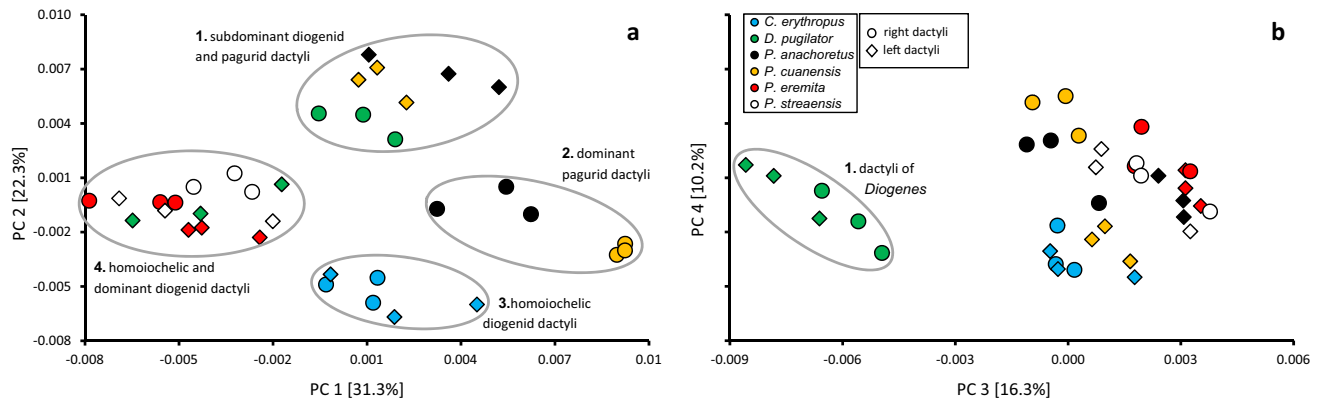 a
1. subdominant diogenid
and pagurid dactyli
2. dominant
pagurid dactyli
4. homoiochelic and
dominant diogenid dactyli
3.homoiochelic
diogenid dactyli
0.010
0.007
0.004
0.001
-0.002
-0.005
-0.008
PC 2 [22.3%]
-0.008
-0.005
-0.002
0.001
0.004
0.007
0.01
PC 1 [31.3%]
b
C. erythropus
D. pugilator
P. anachoretus
P. cuanensis
P. eremita
P. streaensis
right dactyli
left dactyli
1. dactyli of
Diogenes
PC 4 [10.2%]
-0.009
-0.006
-0.003
0.000
0.003
0.006
PC 3 [16.3%]